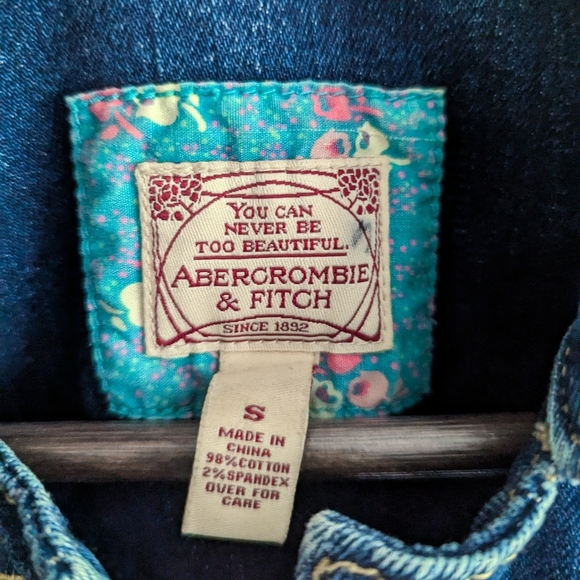 YOU CAN
NEVER BE
TOO BEAUTIFUL.
ABERCROMBIE
& FITCH
SINCE 1892
S
MADE IN
CHINA
98%COTTON
2%SPANDEX
OVER FOR
CARE